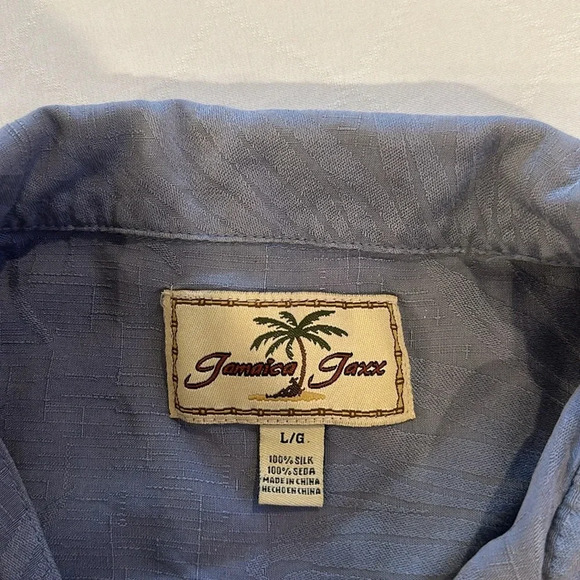 Jamaica Jaxx
L/G
100% SILK
100% SEDA
MADE IN CHINA
HECHO EN CHINA